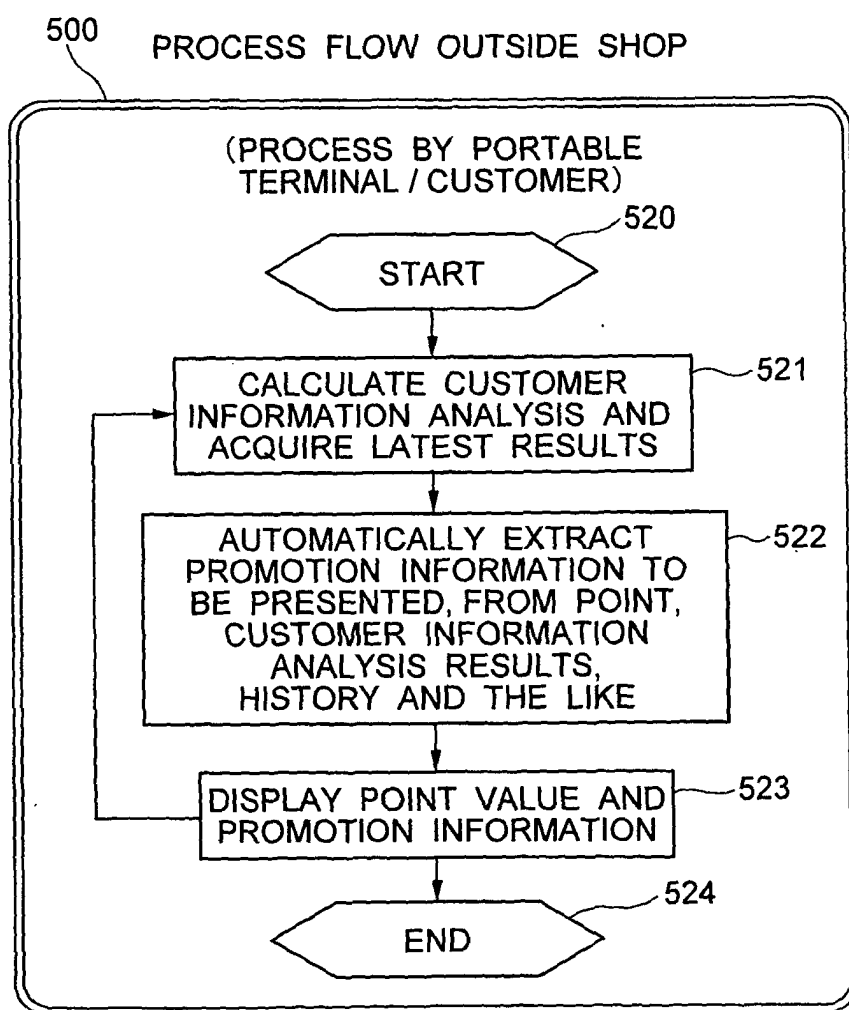 500
PROCESS FLOW OUTSIDE SHOP
(PROCESS BY PORTABLE
TERMINAL / CUSTOMER)
520
START
521
CALCULATE CUSTOMER
INFORMATION ANALYSIS AND
ACQUIRE LATEST RESULTS
522
AUTOMATICALLY EXTRACT
PROMOTION INFORMATION TO
BE PRESENTED, FROM POINT,
CUSTOMER INFORMATION
ANALYSIS RESULTS,
HISTORY AND THE LIKE
523
DISPLAY POINT VALUE AND
PROMOTION INFORMATION
524
END